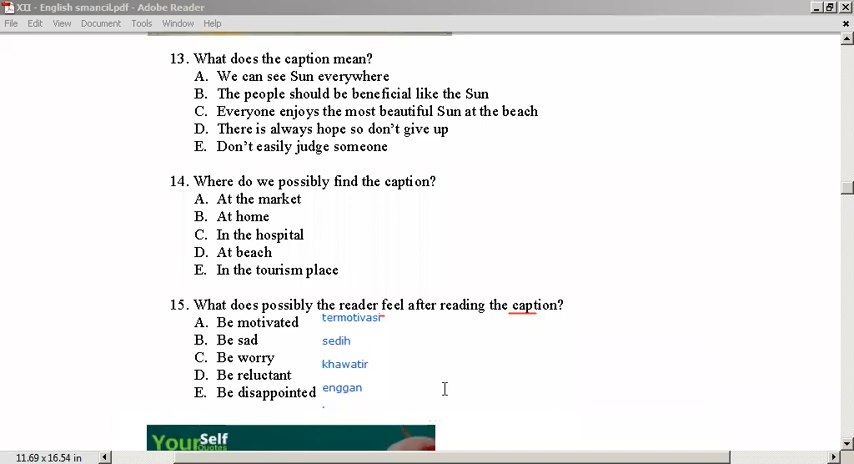 XII - English smancil.pdf - Adobe Reader
File Edit View Document Tools Window Help
13. What does the caption mean?
A. We can see Sun everywhere
B. The people should be beneficial like the Sun
C. Everyone enjoys the most beautiful Sun at the beach
D. There is always hope so don't give up
E. Don't easily judge someone
14. Where do we possibly find the caption?
A. At the market
B. At home
C. In the hospital
D. At beach
E. In the tourism place
15. What does possibly the reader feel after reading the caption?
A. Be motivated termotivasi
B. Be sad sedih
C. Be worry khawatir
D. Be reluctant enggan
E. Be disappointed
YourSelf
Quotes
11.69 x 16.54 in